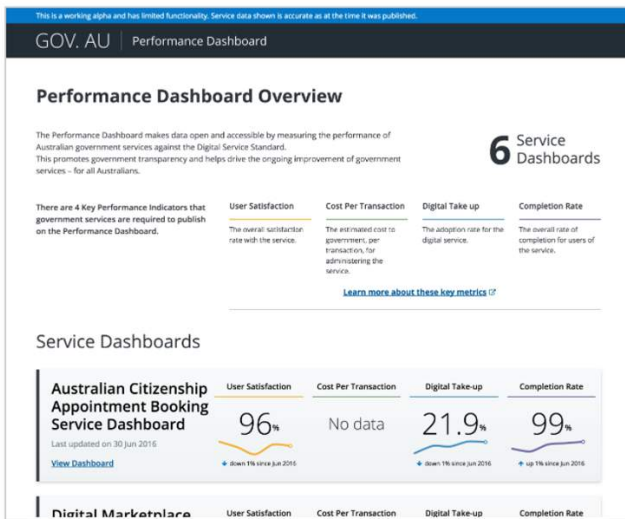 This is a working alpha and has limited functionality. Service data shown is accurate as at the time it was published.
GOV. AU | Performance Dashboard
Performance Dashboard Overview
The Performance Dashboard makes data open and accessible by measuring the performance of
Australian government services against the Digital Service Standard.
This promotes government transparency and helps drive the ongoing improvement of government
services – for all Australians.
6 Service
Dashboards
There are 4 Key Performance Indicators that
government services are required to publish
on the Performance Dashboard.
User Satisfaction
The overall satisfaction
rate with the service.
Cost Per Transaction
The estimated cost to
government, per
transaction, for
administering the
service.
Digital Take up
The adoption rate for the
digital service.
Completion Rate
The overall rate of
completion for users of
the service.
Learn more about these key metrics
Service Dashboards
Australian Citizenship
Appointment Booking
Service Dashboard
Last updated on 30 Jun 2016
View Dashboard
User Satisfaction
96%
down 1% since Jun 2016
Cost Per Transaction
No data
Digital Take-up
21.9%
down 1% since Jun 2016
Completion Rate
99%
up 1% since Jun 2016
Digital Marketplace
User Satisfaction
Cost Per Transaction
Digital Take-up
Completion Rate